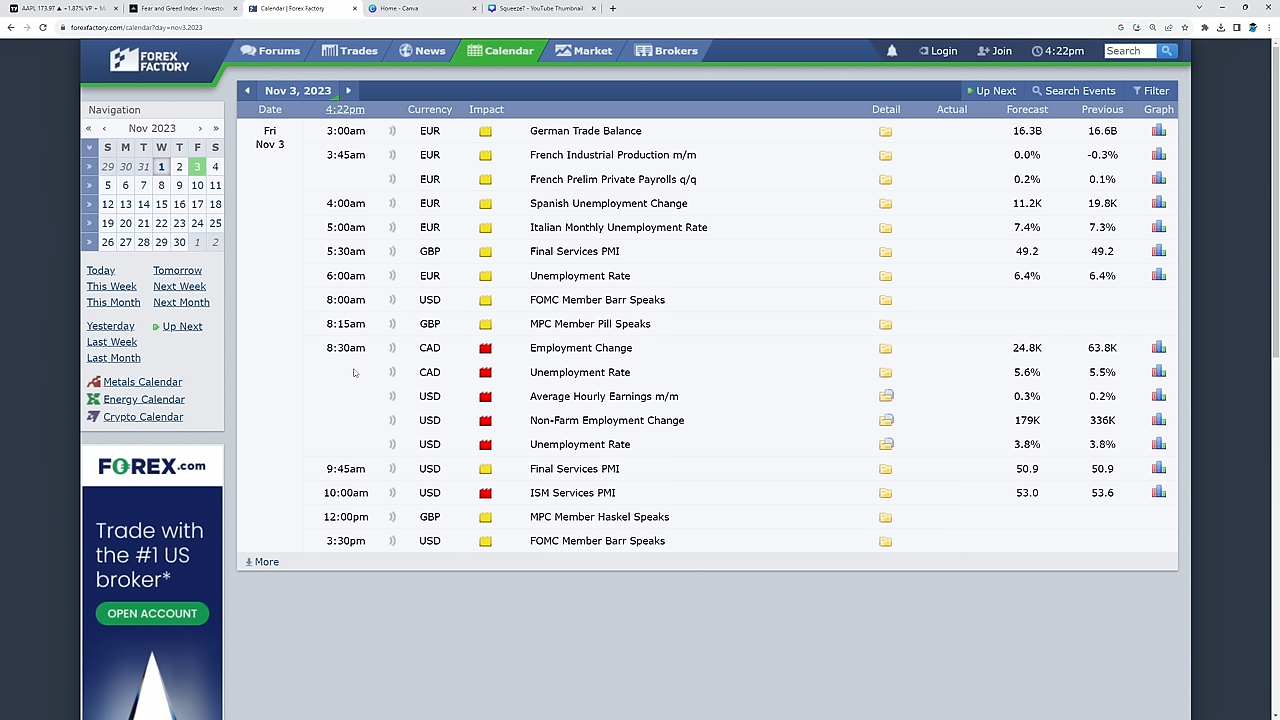 AAPL 173.97 ▲ +1.87% VP + M
Fear and Greed Index - Investor
Calendar | Forex Factory
Home - Canva
Squeeze? - YouTube Thumbnail
forexfactory.com/calendar?day=nov3.2023
FOREX
FACTORY
Forums
Trades
News
Calendar
Market
Brokers
Login
Join
4:22pm
Search
Navigation
« ‹ Nov 2023 › »
S M T W T F S
29 30 31 1 2 3 4
5 6 7 8 9 10 11
12 13 14 15 16 17 18
19 20 21 22 23 24 25
26 27 28 29 30 1 2
Today Tomorrow
This Week Next Week
This Month Next Month
Yesterday Up Next
Last Week
Last Month
Metals Calendar
Energy Calendar
Crypto Calendar
FOREX.com
Trade with
the #1 US
broker*
OPEN ACCOUNT
Nov 3, 2023 Up Next Search Events Filter
Date 4:22pm Currency Impact Detail Actual Forecast Previous Graph
Fri
Nov 3
3:00am EUR German Trade Balance 16.3B 16.6B
3:45am EUR French Industrial Production m/m 0.0% -0.3%
EUR French Prelim Private Payrolls q/q 0.2% 0.1%
4:00am EUR Spanish Unemployment Change 11.2K 19.8K
5:00am EUR Italian Monthly Unemployment Rate 7.4% 7.3%
5:30am GBP Final Services PMI 49.2 49.2
6:00am EUR Unemployment Rate 6.4% 6.4%
8:00am USD FOMC Member Barr Speaks
8:15am GBP MPC Member Pill Speaks
8:30am CAD Employment Change 24.8K 63.8K
CAD Unemployment Rate 5.6% 5.5%
USD Average Hourly Earnings m/m 0.3% 0.2%
USD Non-Farm Employment Change 179K 336K
USD Unemployment Rate 3.8% 3.8%
9:45am USD Final Services PMI 50.9 50.9
10:00am USD ISM Services PMI 53.0 53.6
12:00pm GBP MPC Member Haskel Speaks
3:30pm USD FOMC Member Barr Speaks
More